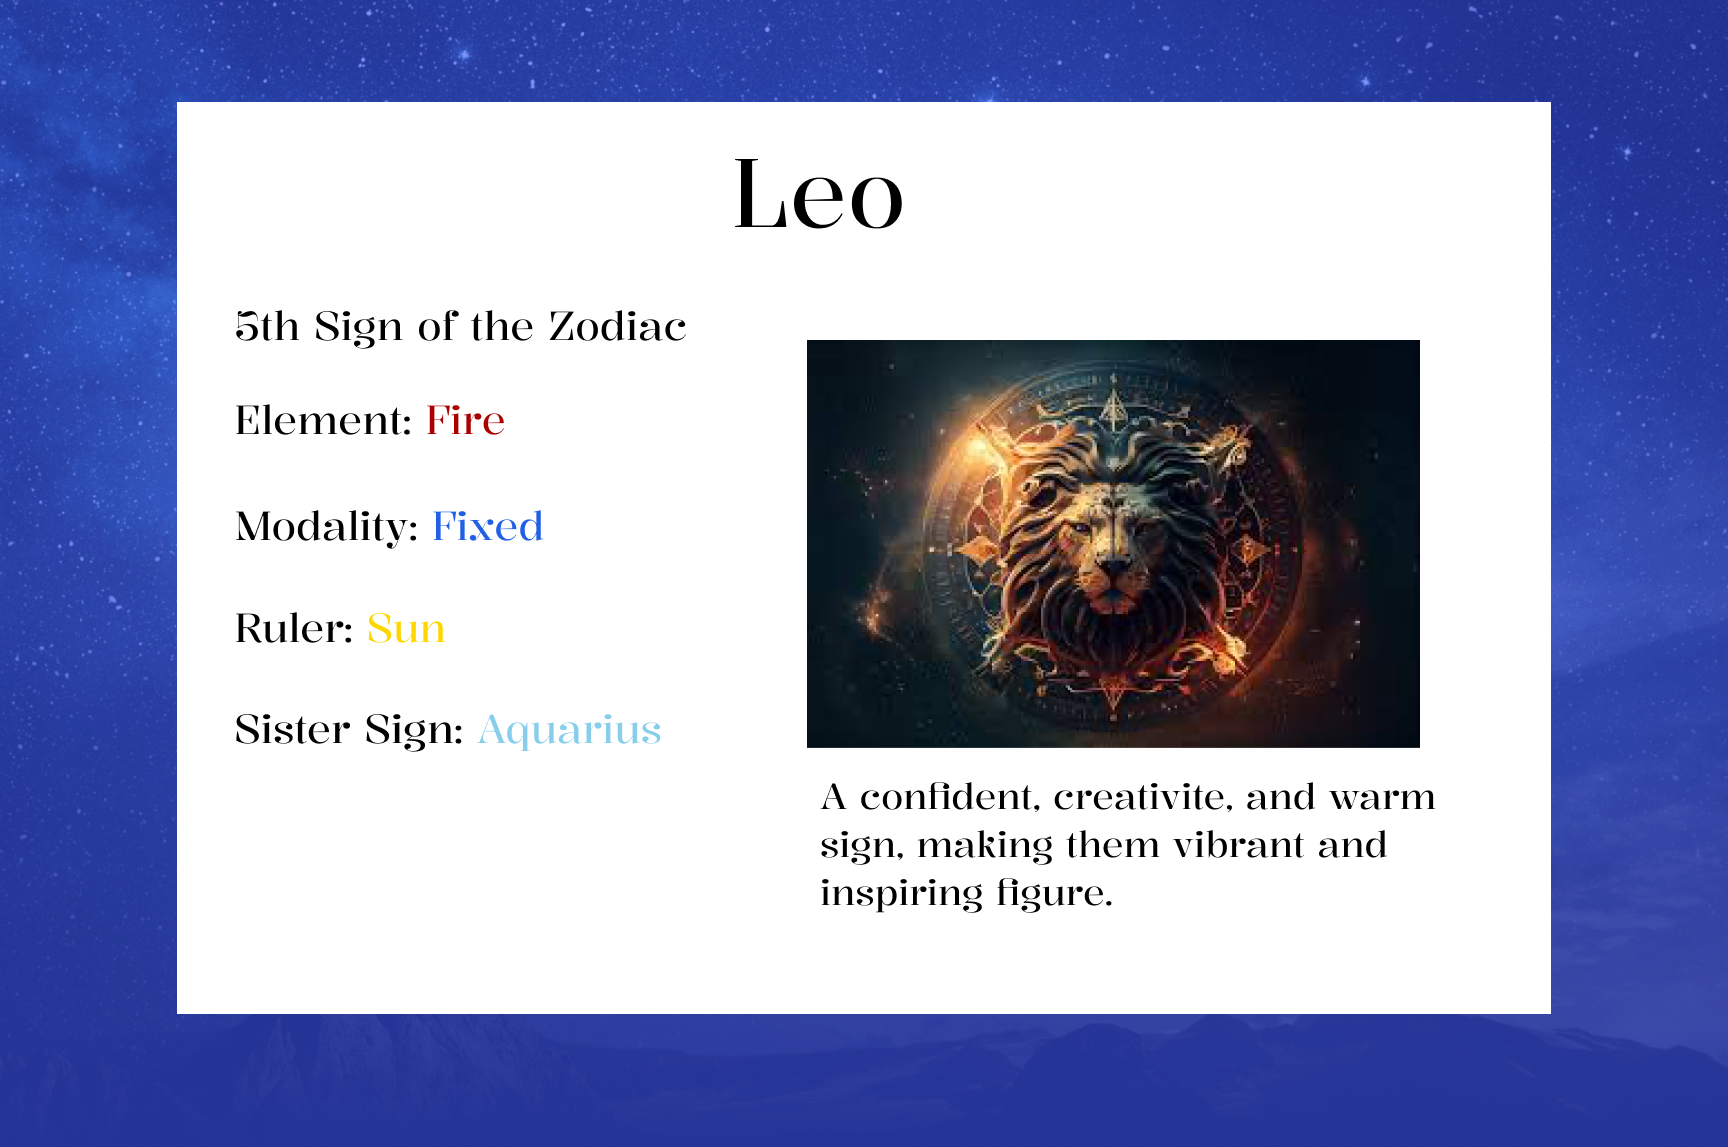 Leo
5th Sign of the Zodiac
Element: Fire
Modality: Fixed
Ruler: Sun
Sister Sign: Aquarius
A confident, creativite, and warm
sign, making them vibrant and
inspiring figure.